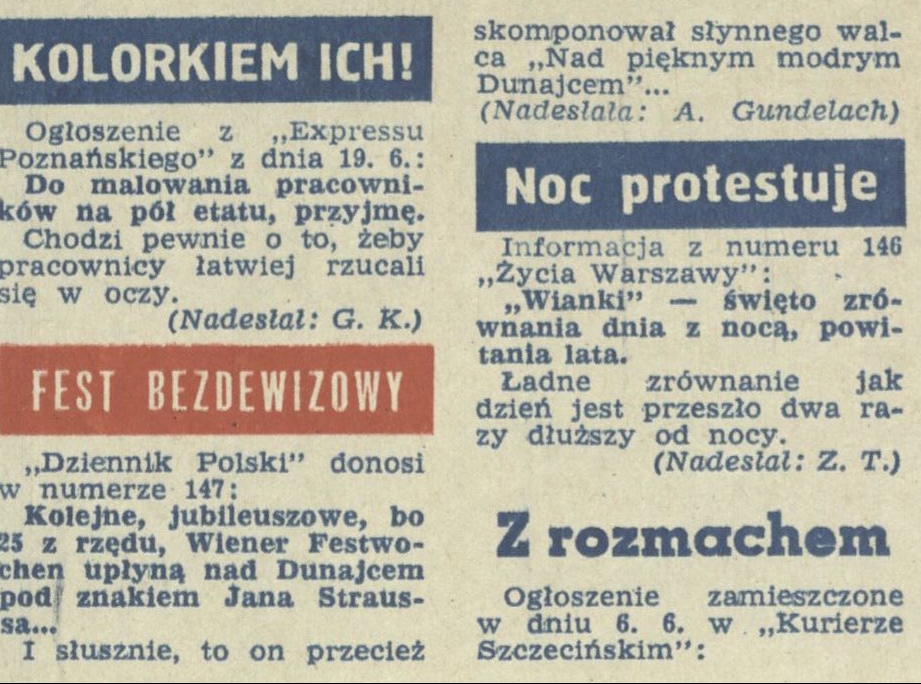 KOLORKIEM ICH!
Ogłoszenie z „Expressu
Poznańskiego” z dnia 19. 6.:
Do malowania pracowni-
ków na pół etatu, przyjmę.
Chodzi pewnie o to, żeby
pracownicy łatwiej rzucali
się w oczy.
(Nadesłał: G. K.)
FEST BEZDEWIZOWY
„Dziennik Polski” donosi
w numerze 147:
Kolejne, jubileuszowe, bo
25 z rzędu, Wiener Festwo-
chen upłyną nad Dunajcem
pod znakiem Jana Straus-
sa...
I słusznie, to on przecież
skomponował słynnego wal-
ca „Nad pięknym modrym
Dunajcem”...
(Nadesłała: A. Gundelach)
Noc protestuje
Informacja z numeru 146
„Życia Warszawy”:
„Wianki” — święto zró-
wnania dnia z nocą, powi-
tania lata.
Ładne zrównanie jak
dzień jest przeszło dwa ra-
zy dłuższy od nocy.
(Nadesłał: Z. T.)
Z rozmachem
Ogłoszenie zamieszczone
w dniu 6. 6. w „Kurierze
Szczecińskim”: